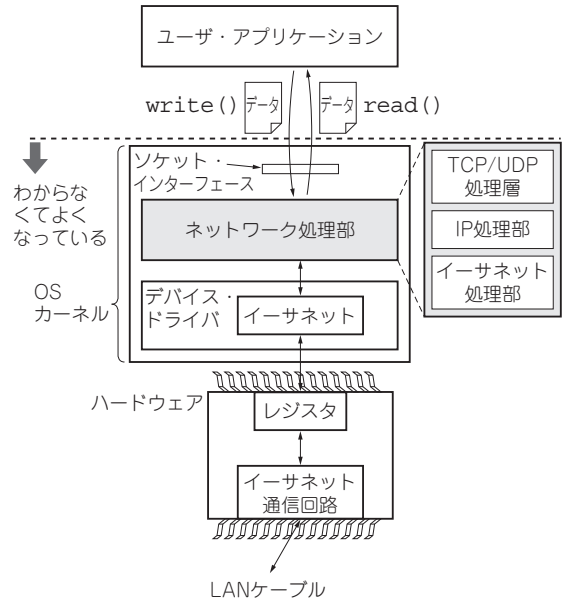 ユーザ・アプリケーション
write()
データ
データ
read()
わからな
くてよく
なっている
ソケット・
インターフェース
ネットワーク処理部
TCP/UDP
処理層
IP処理部
イーサネット
処理部
OS
カーネル
デバイス・
ドライバ
イーサネット
ハードウェア
レジスタ
イーサネット
通信回路
LANケーブル